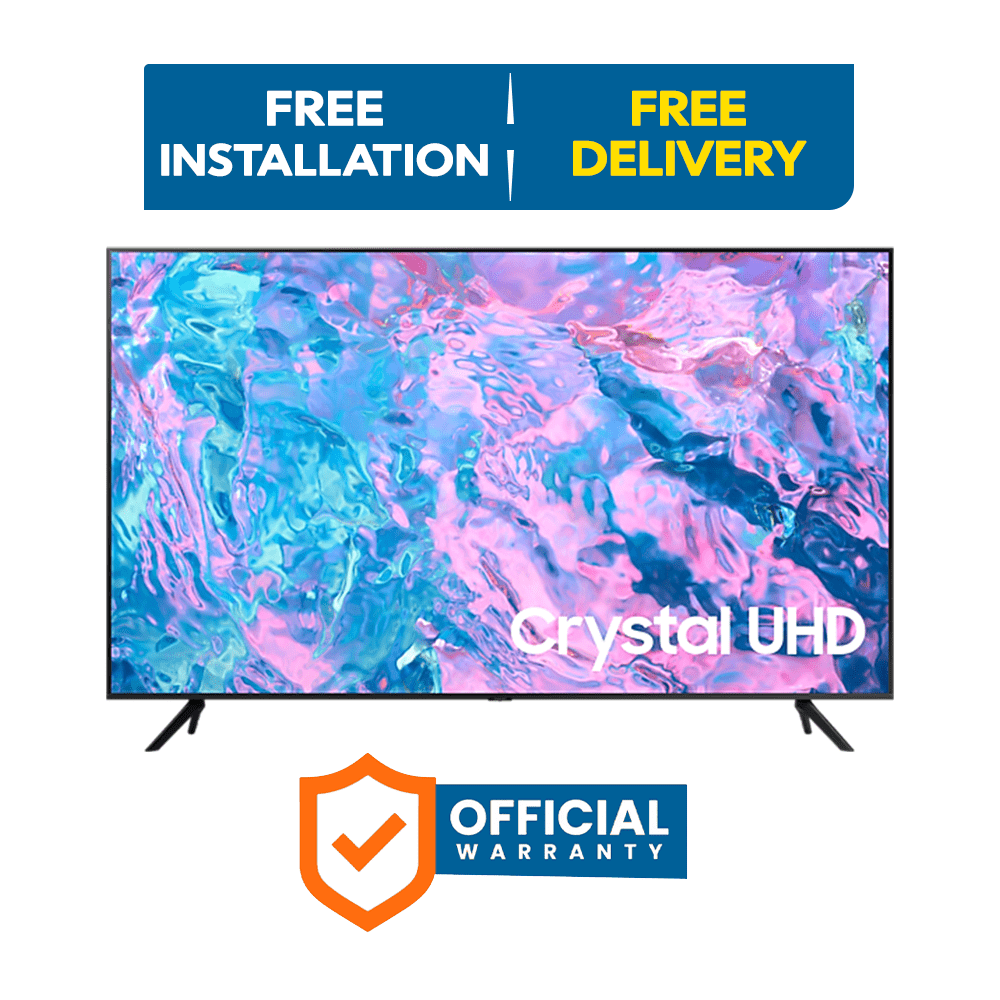 FREE
INSTALLATION
FREE
DELIVERY
Crystal UHD
OFFICIAL
WARRANTY